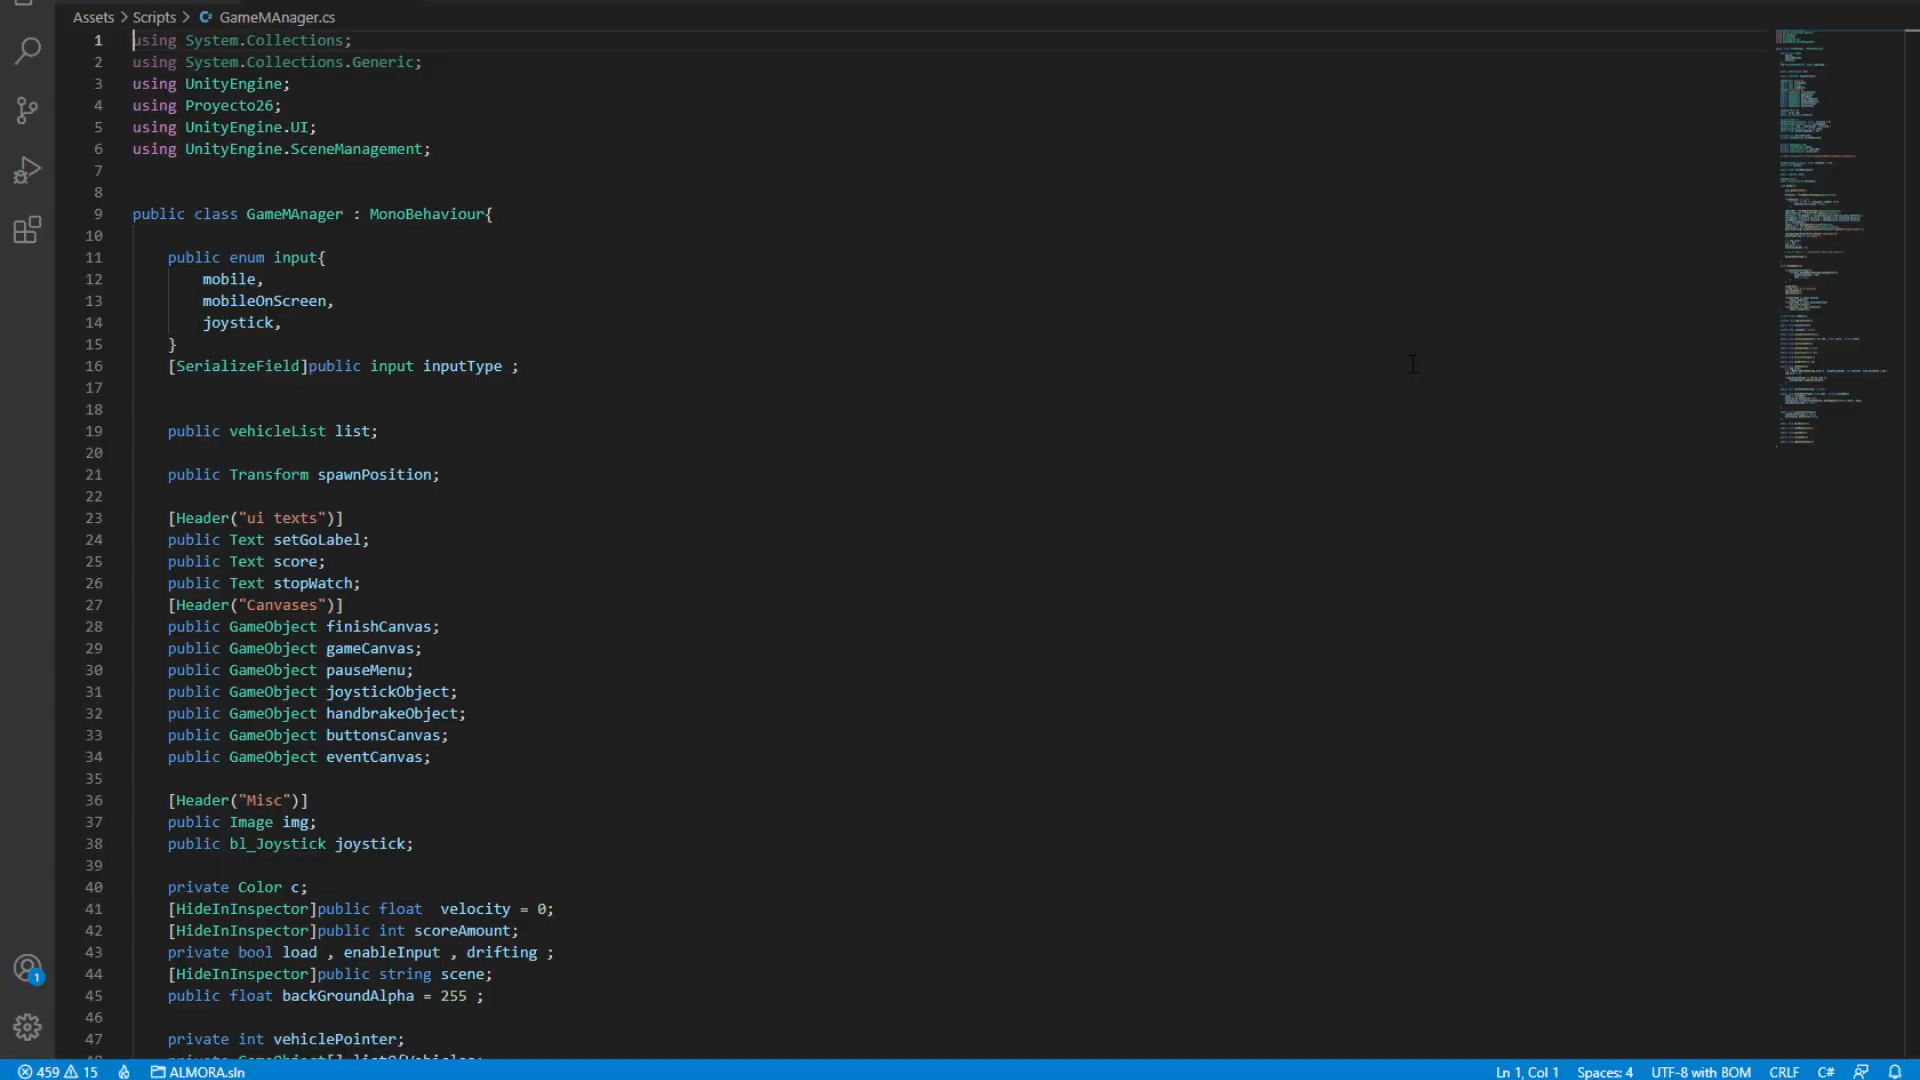 Assets > Scripts > GameMAnager.cs
1 using System.Collections;
2 using System.Collections.Generic;
3 using UnityEngine;
4 using Proyecto26;
5 using UnityEngine.UI;
6 using UnityEngine.SceneManagement;
7
8
9 public class GameMAnager : MonoBehaviour{
10
11 public enum input{
12 mobile,
13 mobileOnScreen,
14 joystick,
15 }
16 [SerializeField]public input inputType ;
17
18
19 public vehicleList list;
20
21 public Transform spawnPosition;
22
23 [Header("ui texts")]
24 public Text setGoLabel;
25 public Text score;
26 public Text stopWatch;
27 [Header("Canvases")]
28 public GameObject finishCanvas;
29 public GameObject gameCanvas;
30 public GameObject pauseMenu;
31 public GameObject joystickObject;
32 public GameObject handbrakeObject;
33 public GameObject buttonsCanvas;
34 public GameObject eventCanvas;
35
36 [Header("Misc")]
37 public Image img;
38 public bl_Joystick joystick;
39
40 private Color c;
41 [HideInInspector]public float  velocity = 0;
42 [HideInInspector]public int scoreAmount;
43 private bool load , enableInput , drifting ;
44 [HideInInspector]public string scene;
45 public float backGroundAlpha = 255 ;
46
47 private int vehiclePointer;
48 private GameObject[] listOfVehicles;
1
459 15 ALMORA.sln Ln 1, Col 1 Spaces: 4 UTF-8 with BOM CRLF C#